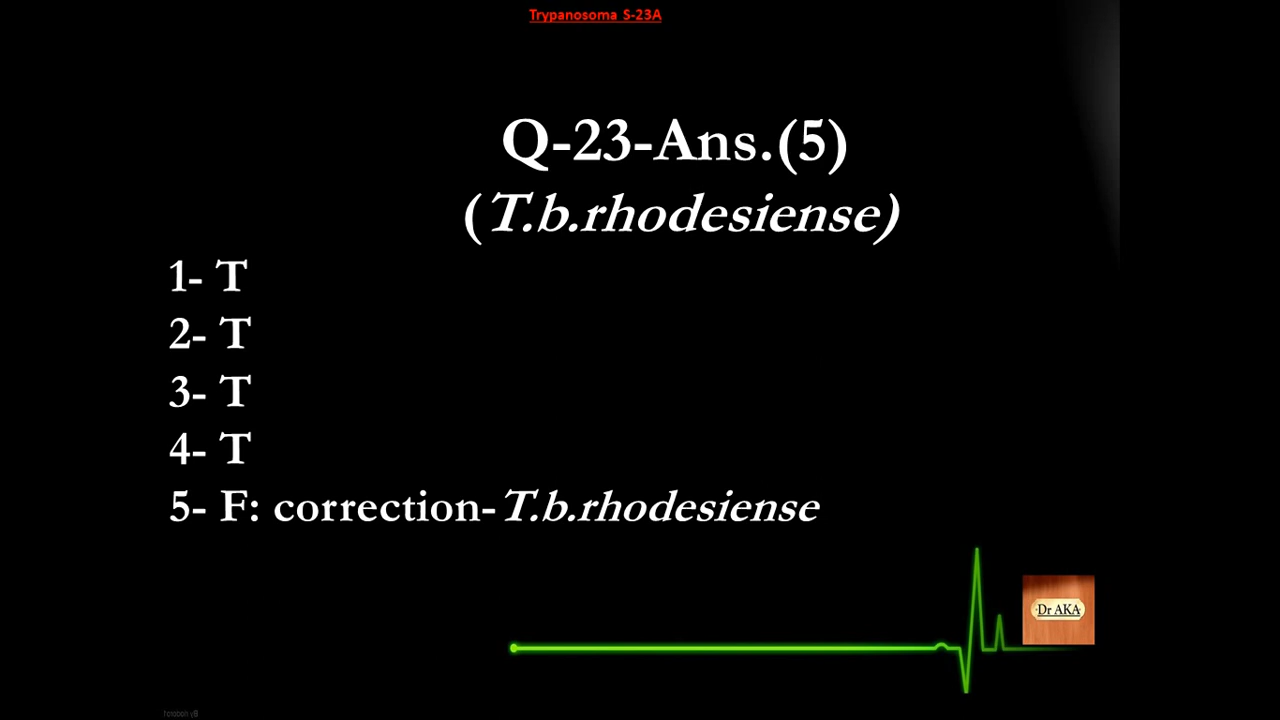 Trypanosoma S-23A
Q-23-Ans.(5)
(T.b.rhodesiense)
1- T
2- T
3- T
4- T
5- F: correction-T.b.rhodesiense
Dr AKA